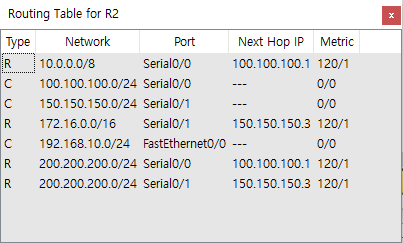 Routing Table for R2
x
Type Network Port Next Hop IP Metric
R 10.0.0.0/8 Serial0/0 100.100.100.1 120/1
C 100.100.100.0/24 Serial0/0 --- 0/0
C 150.150.150.0/24 Serial0/1 --- 0/0
R 172.16.0.0/16 Serial0/1 150.150.150.3 120/1
C 192.168.10.0/24 FastEthernet0/0 --- 0/0
R 200.200.200.0/24 Serial0/0 100.100.100.1 120/1
R 200.200.200.0/24 Serial0/1 150.150.150.3 120/1